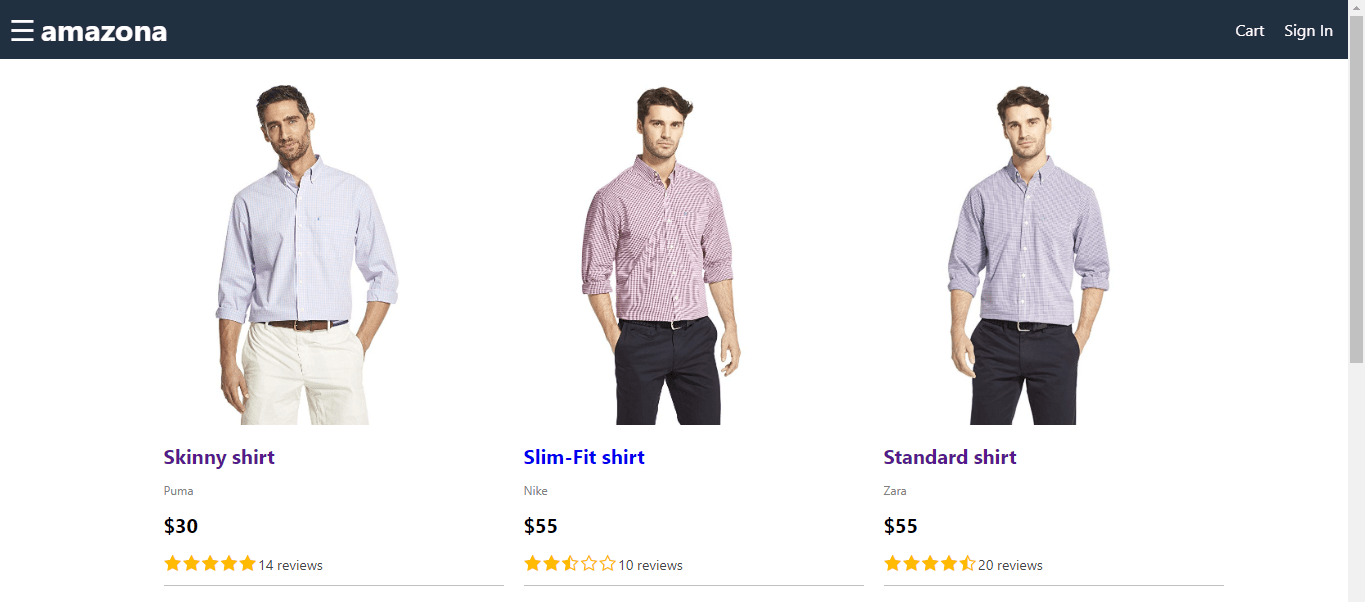 ☰ amazona
Cart Sign In
Skinny shirt
Puma
$30
14 reviews
Slim-Fit shirt
Nike
$55
10 reviews
Standard shirt
Zara
$55
20 reviews